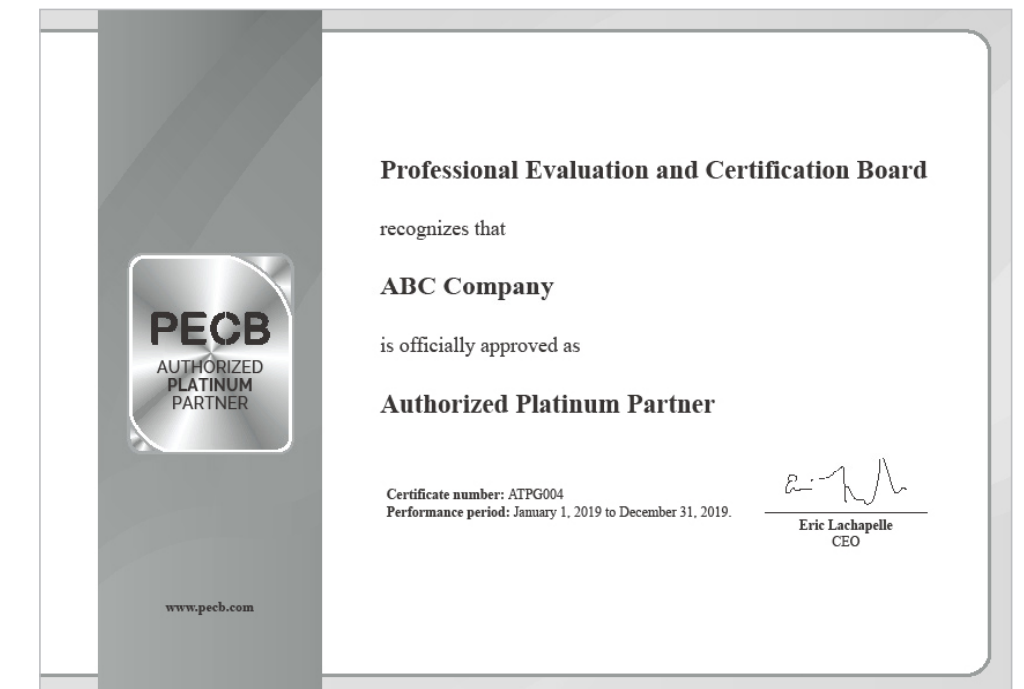 PECB
AUTHORIZED
PLATINUM
PARTNER
www.pecb.com
Professional Evaluation and Certification Board
recognizes that
ABC Company
is officially approved as
Authorized Platinum Partner
Certificate number: ATPG004
Performance period: January 1, 2019 to December 31, 2019.
Eric Lachapelle
CEO